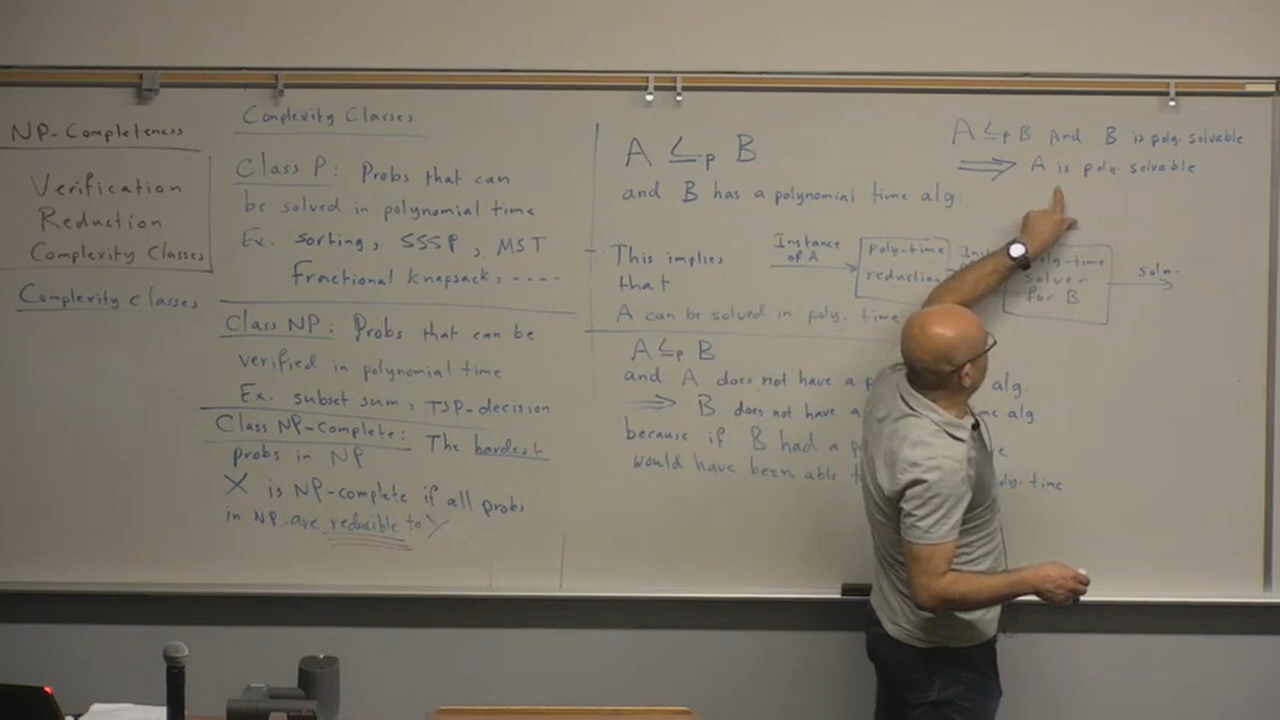 NP-Completeness
Verification
Reduction
Complexity Classes
Complexity Classes
Complexity Classes
Class P: Probs that can
be solved in polynomial time
Ex. sorting, SSSP, MST
fractional knapsack, ----
Class NP: Probs that can be
verified in polynomial time
Ex. subset sum, TSP-decision
Class NP-Complete: The hardest
probs in NP
X is NP-complete if all probs
in NP are reducible to X
A ≤p B
and B has a polynomial time alg.
This implies
that
A can be solved in poly. time
Instance
of A
poly-time
reduction
poly-time
solver
for B
soln.
A ≤p B
and A does not have a p alg.
⇒ B does not have a alg
because if B had a p
would have been able t poly. time
A ≤p B And B is poly. solvable
⇒ A is poly. solvable